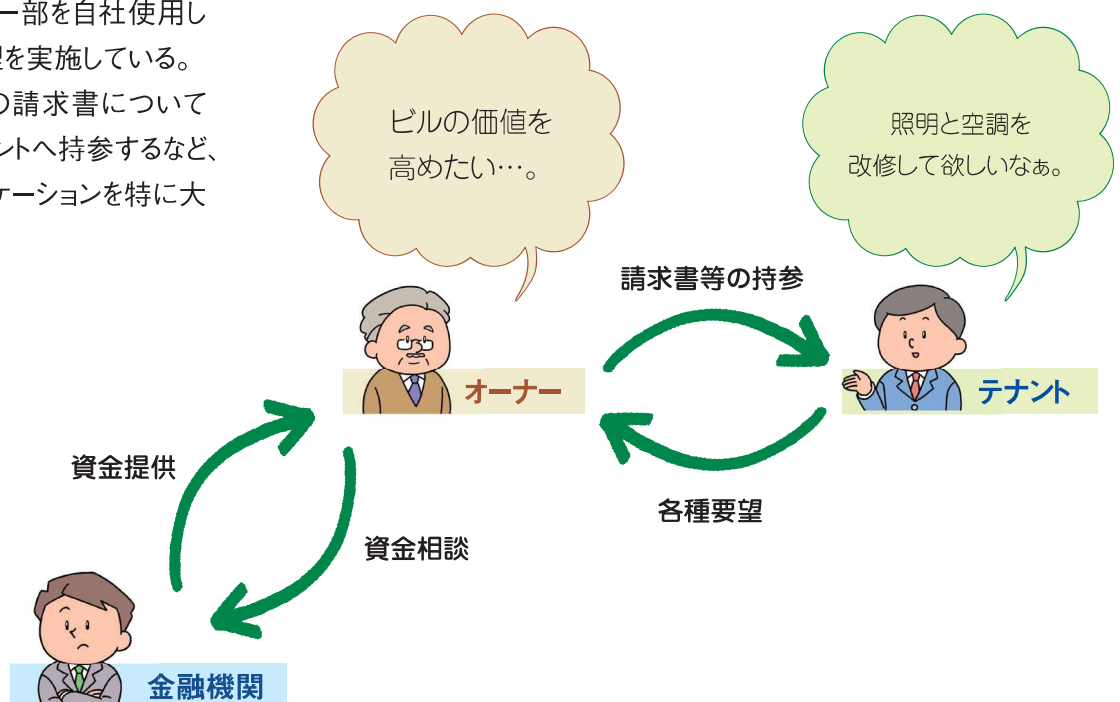 一部を自社使用し
を実施している。
の請求書について
ントへ持参するなど、
ケーションを特に大
ビルの価値を
高めたい…。
照明と空調を
改修して欲しいなぁ。
請求書等の持参
オーナー
テナント
資金提供
各種要望
資金相談
金融機関